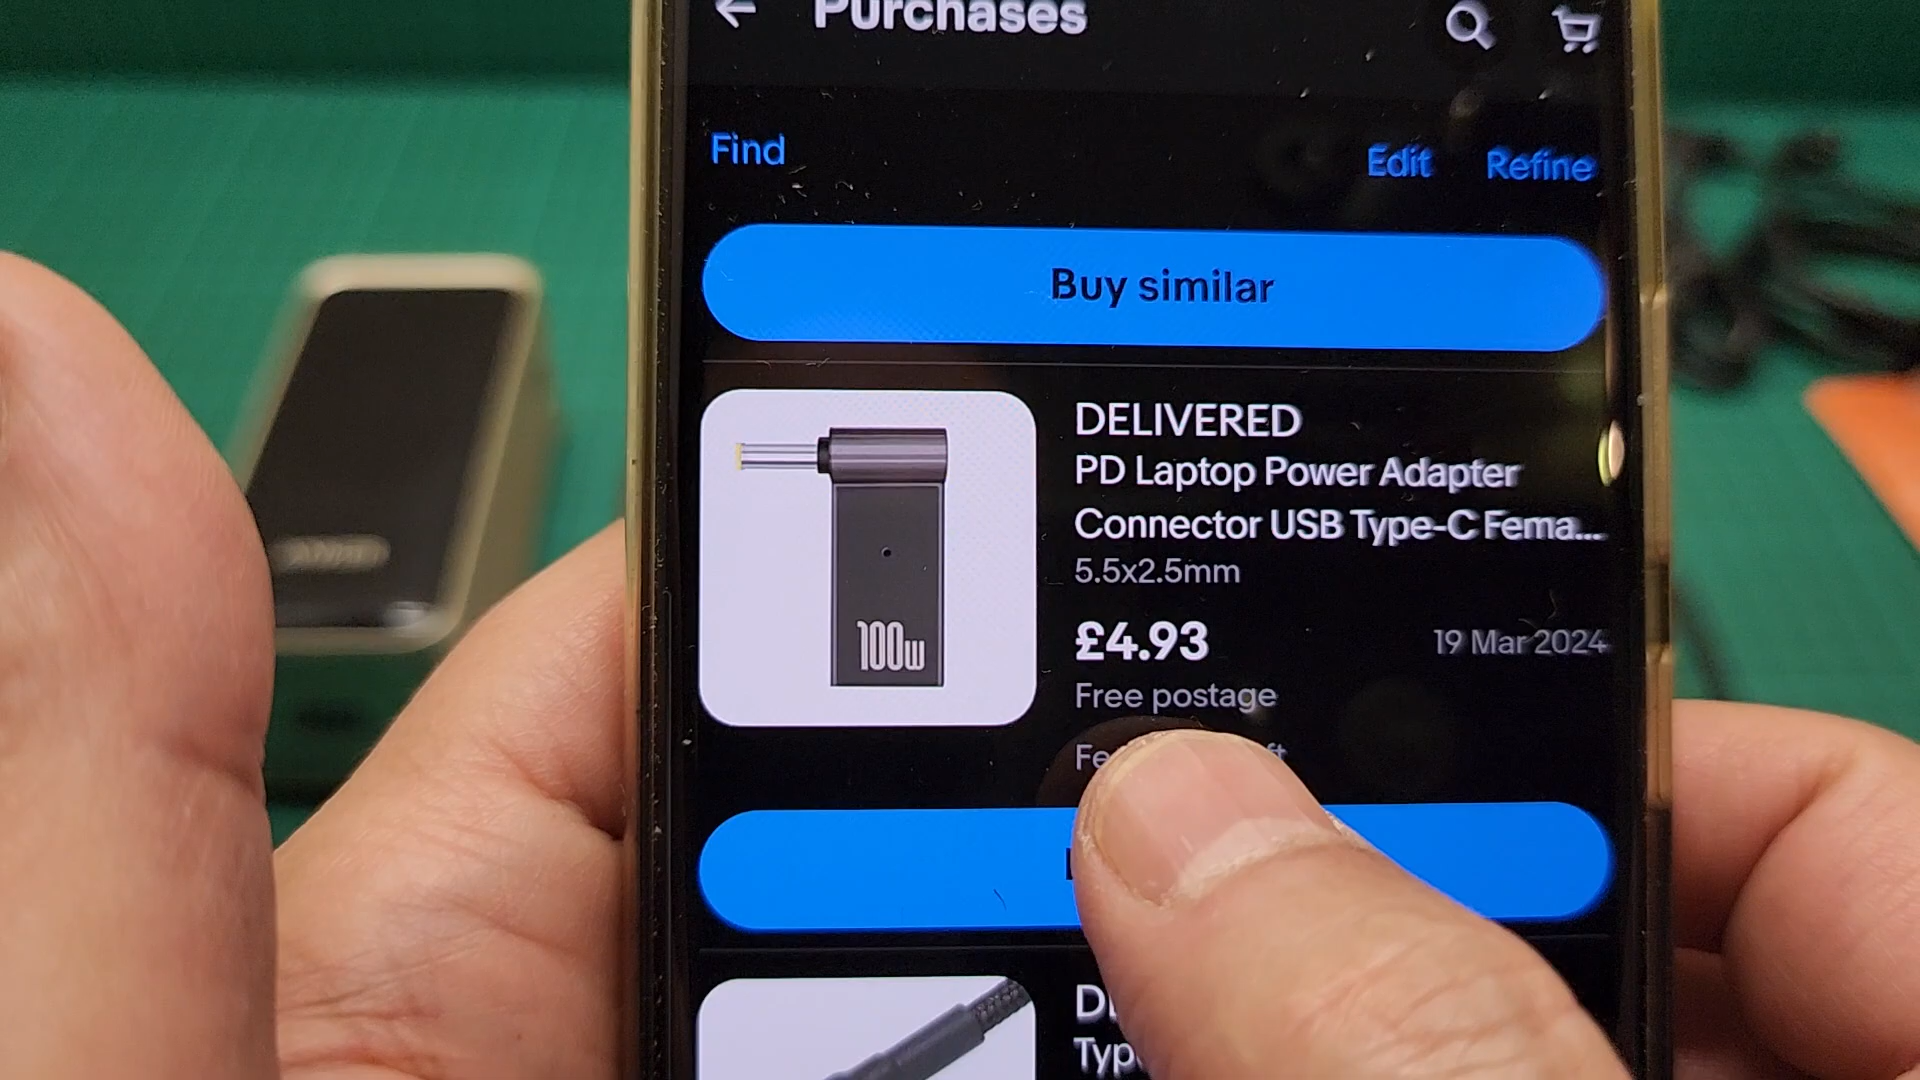 Purchases
Find
Edit
Refine
Buy similar
DELIVERED
PD Laptop Power Adapter
Connector USB Type-C Fema...
5.5x2.5mm
£4.93
19 Mar 2024
Free postage
100w